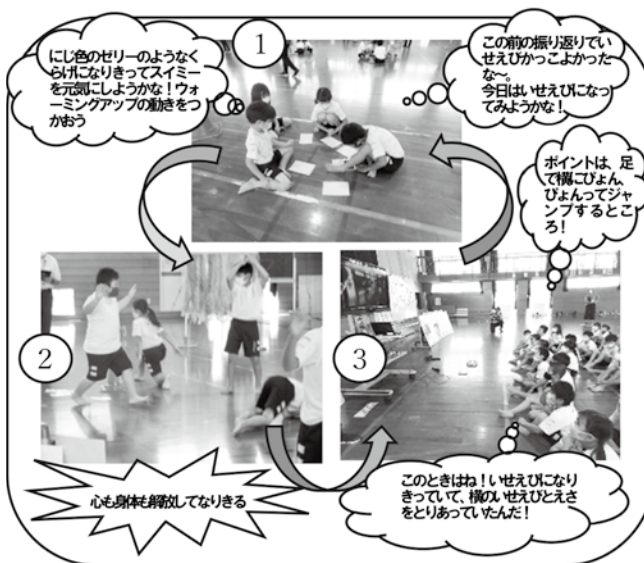 にじ色のゼリーのようなく
らげになりきってスイミー
を元気にしようかな!ウォ
ーミングアップの動きをつ
かおう
①
この前の振り返りでい
せえびかっこよかった
な~。
今日はいせえびになっ
てみようかな!
ポイントは、足
で横にぴょん、
ぴょんってジャ
ンプするとこ
ろ!
②
③
心も身体も解放してなりきる
このときはね!いせえびになり
きっていて、横のいせえびとえさ
をとりあっていたんだ!